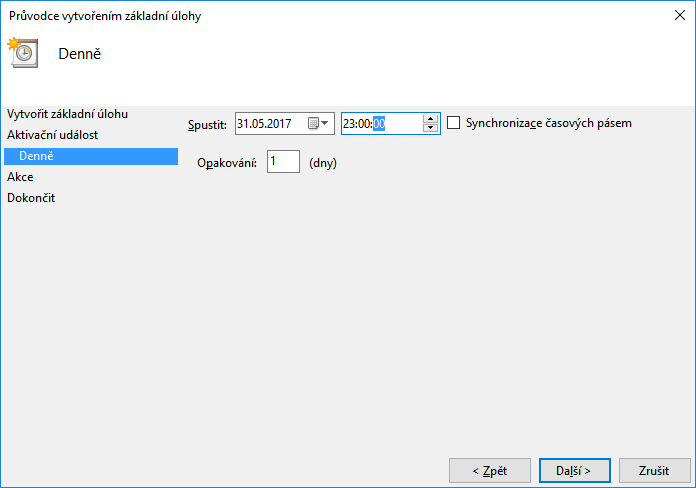 Průvodce vytvořením základní úlohy
Denně
Vytvořit základní úlohu
Aktivační událost
Denně
Akce
Dokončit
Spustit: 31.05.2017 23:00:00 Synchronizace časových pásem
Opakování: 1 (dny)
< Zpět Další > Zrušit